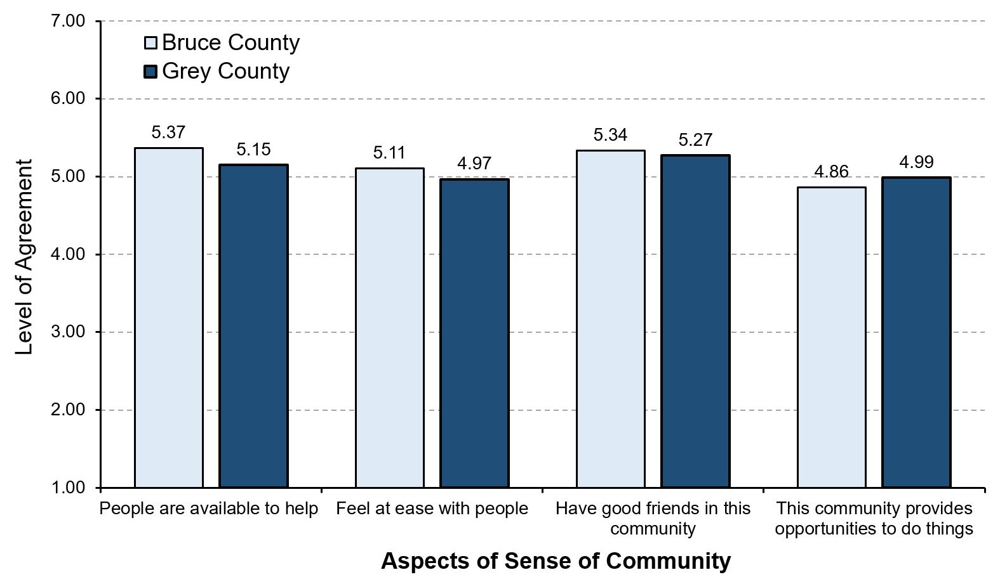 7.00
6.00
5.00
4.00
3.00
2.00
1.00
Level of Agreement
Bruce County
Grey County
5.37
5.15
5.11
4.97
5.34
5.27
4.86
4.99
People are available to help
Feel at ease with people
Have good friends in this
community
This community provides
opportunities to do things
Aspects of Sense of Community